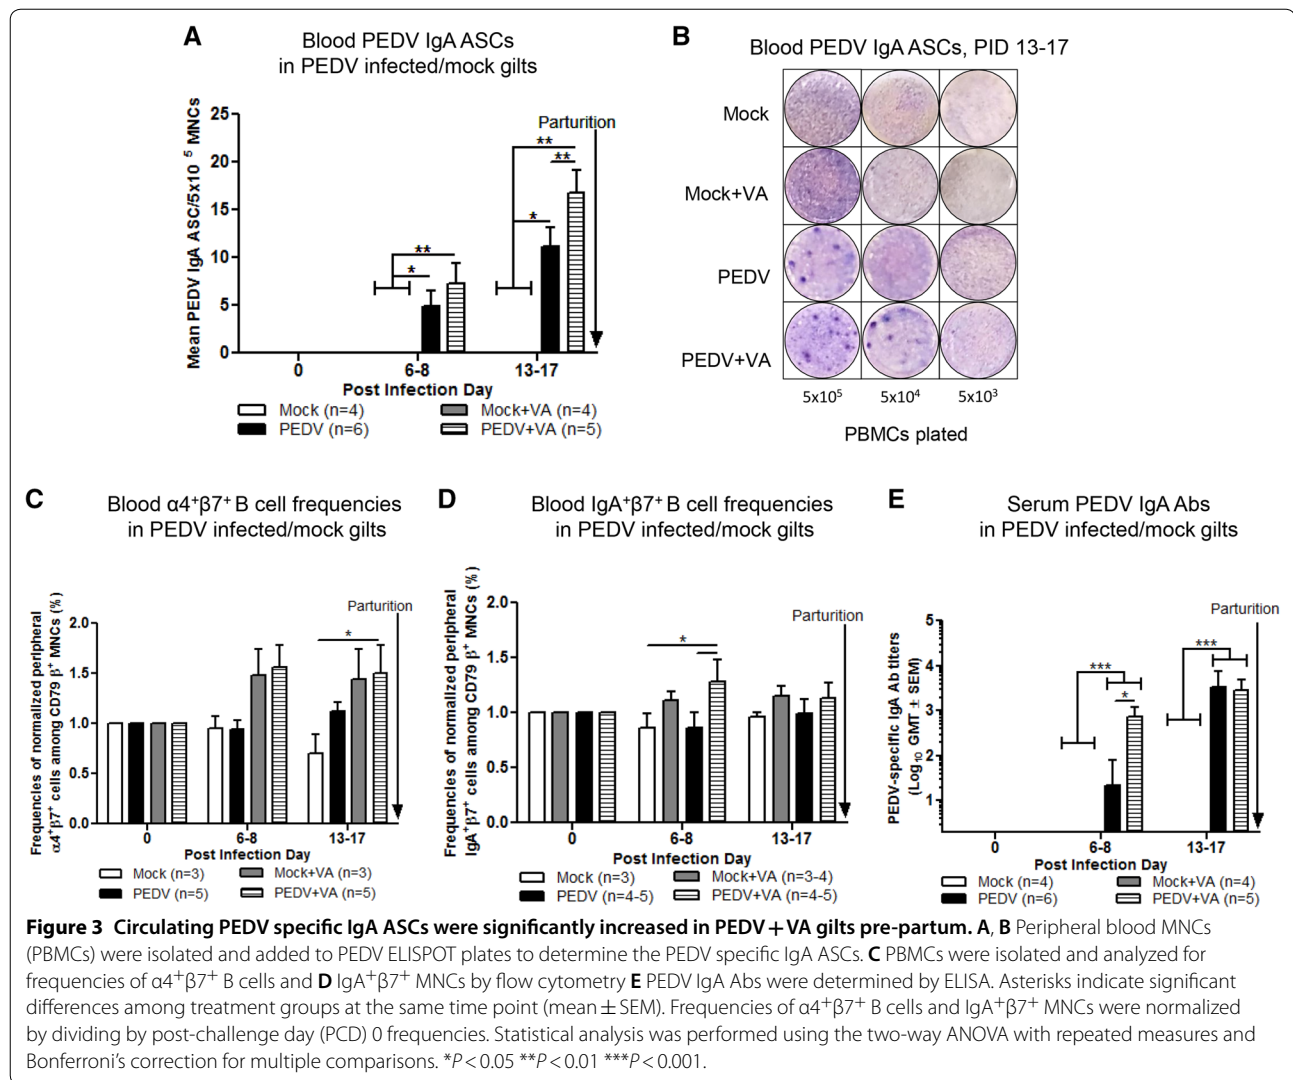 A
Blood PEDV IgA ASCs
in PEDV infected/mock gilts
Mean PEDV IgA ASC/5x10 ⁵ MNCs
25
20
15
10
5
0
Parturition
**
**
*
**
*
0
6-8
13-17
Post Infection Day
Mock (n=4)
Mock+VA (n=4)
PEDV (n=6)
PEDV+VA (n=5)
B
Blood PEDV IgA ASCs, PID 13-17
Mock
Mock+VA
PEDV
PEDV+VA
5x10⁵
5x10⁴
5x10³
PBMCs plated
C
Blood α4⁺β7⁺ B cell frequencies
in PEDV infected/mock gilts
Frequencies of normalized peripheral
α4⁺β7⁺ cells among CD79 β⁺ MNCs (%)
2.0
1.5
1.0
0.5
0.0
Parturition
*
0
6-8
13-17
Post Infection Day
Mock (n=3)
Mock+VA (n=3)
PEDV (n=5)
PEDV+VA (n=5)
D
Blood IgA⁺β7⁺ B cell frequencies
in PEDV infected/mock gilts
Frequencies of normalized peripheral
IgA⁺β7⁺ cells among CD79 β⁺ MNCs (%)
2.0
1.5
1.0
0.5
0.0
Parturition
*
0
6-8
13-17
Post Infection Day
Mock (n=3)
Mock+VA (n=3-4)
PEDV (n=4-5)
PEDV+VA (n=4-5)
E
Serum PEDV IgA Abs
in PEDV infected/mock gilts
PEDV-specific IgA Ab titers
(Log₁₀ GMT ± SEM)
5
4
3
2
1
Parturition
***
*
***
6-8
0
13-17
Post Infection Day
Mock (n=4)
Mock+VA (n=4)
PEDV (n=6)
PEDV+VA (n=5)
Figure 3 Circulating PEDV specific IgA ASCs were significantly increased in PEDV + VA gilts pre-partum. A, B Peripheral blood MNCs
(PBMCs) were isolated and added to PEDV ELISPOT plates to determine the PEDV specific IgA ASCs. C PBMCs were isolated and analyzed for
frequencies of α4⁺β7⁺ B cells and D IgA⁺β7⁺ MNCs by flow cytometry E PEDV IgA Abs were determined by ELISA. Asterisks indicate significant
differences among treatment groups at the same time point (mean ± SEM). Frequencies of α4⁺β7⁺ B cells and IgA⁺β7⁺ MNCs were normalized
by dividing by post-challenge day (PCD) 0 frequencies. Statistical analysis was performed using the two-way ANOVA with repeated measures and
Bonferroni's correction for multiple comparisons. *P < 0.05 **P < 0.01 ***P < 0.001.